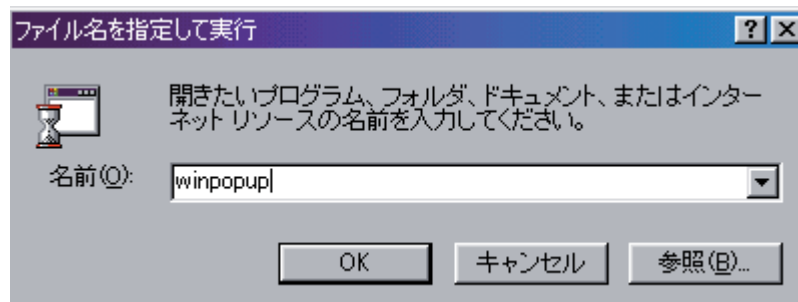 ファイル名を指定して実行
開きたいプログラム、フォルダ、ドキュメント、またはインター
ネット リソースの名前を入力してください。
名前(O):
winpopup
OK
キャンセル
参照(B)...